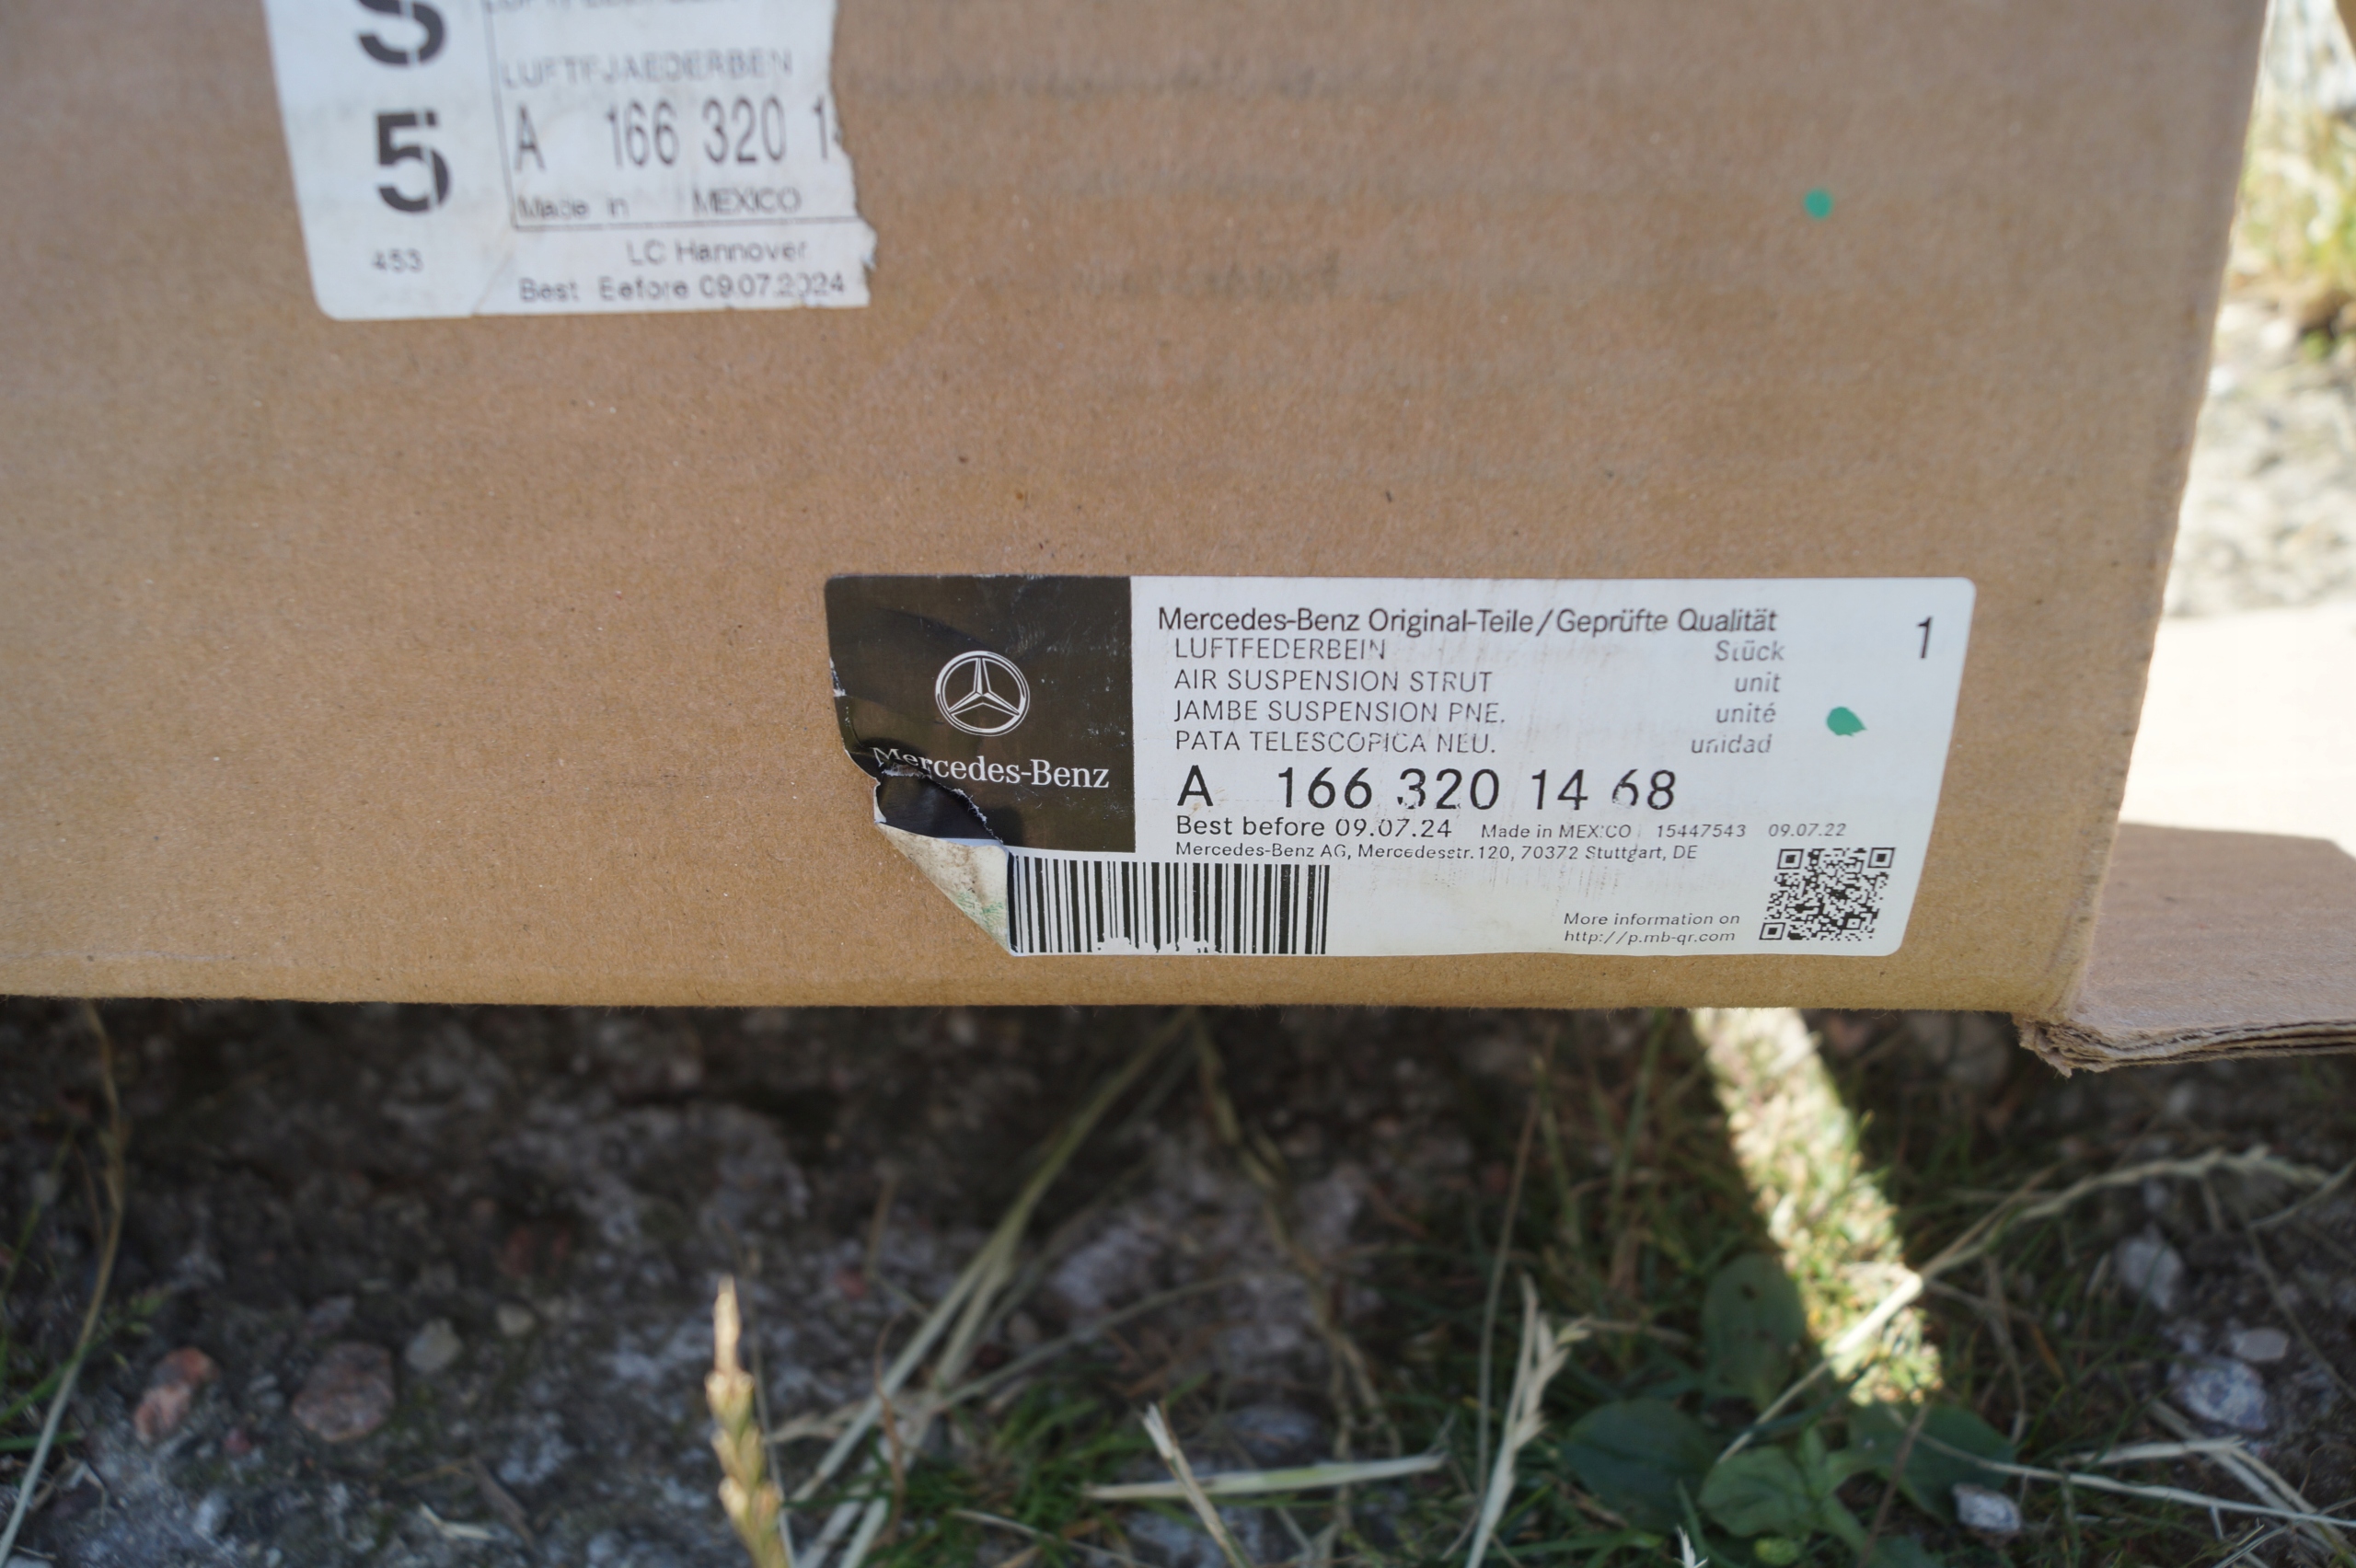 S
5
LUFTFJAEDERBEN
A 166 320 1
Made in MEXICO
453
LC Hannover
Best Before 09.07.2024
Mercedes-Benz
Mercedes-Benz Original-Teile/Geprüfte Qualität
1
LUFTFEDERBEIN Stück
AIR SUSPENSION STRUT unit
JAMBE SUSPENSION PNE. unité
PATA TELESCOPICA NEU. unidad
A 166 320 14 68
Best before 09.07.24 Made in MEXICO 15447543 09.07.22
Mercedes-Benz AG, Mercedesstr. 120, 70372 Stuttgart, DE
More information on
http://p.mb-qr.com